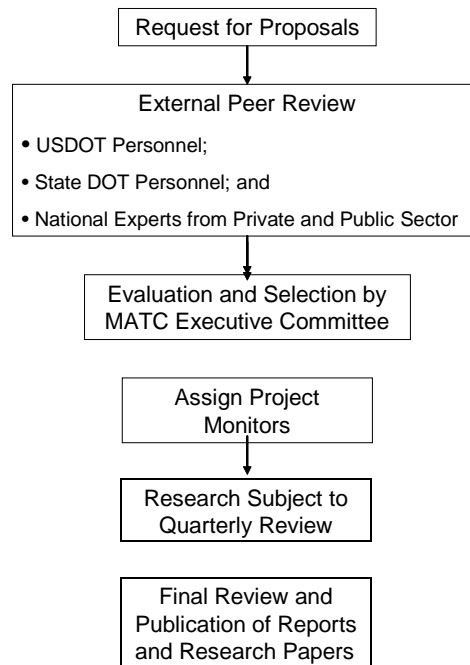 Request for Proposals
External Peer Review
• USDOT Personnel;
• State DOT Personnel; and
• National Experts from Private and Public Sector
Evaluation and Selection by
MATC Executive Committee
Assign Project
Monitors
Research Subject to
Quarterly Review
Final Review and
Publication of Reports
and Research Papers